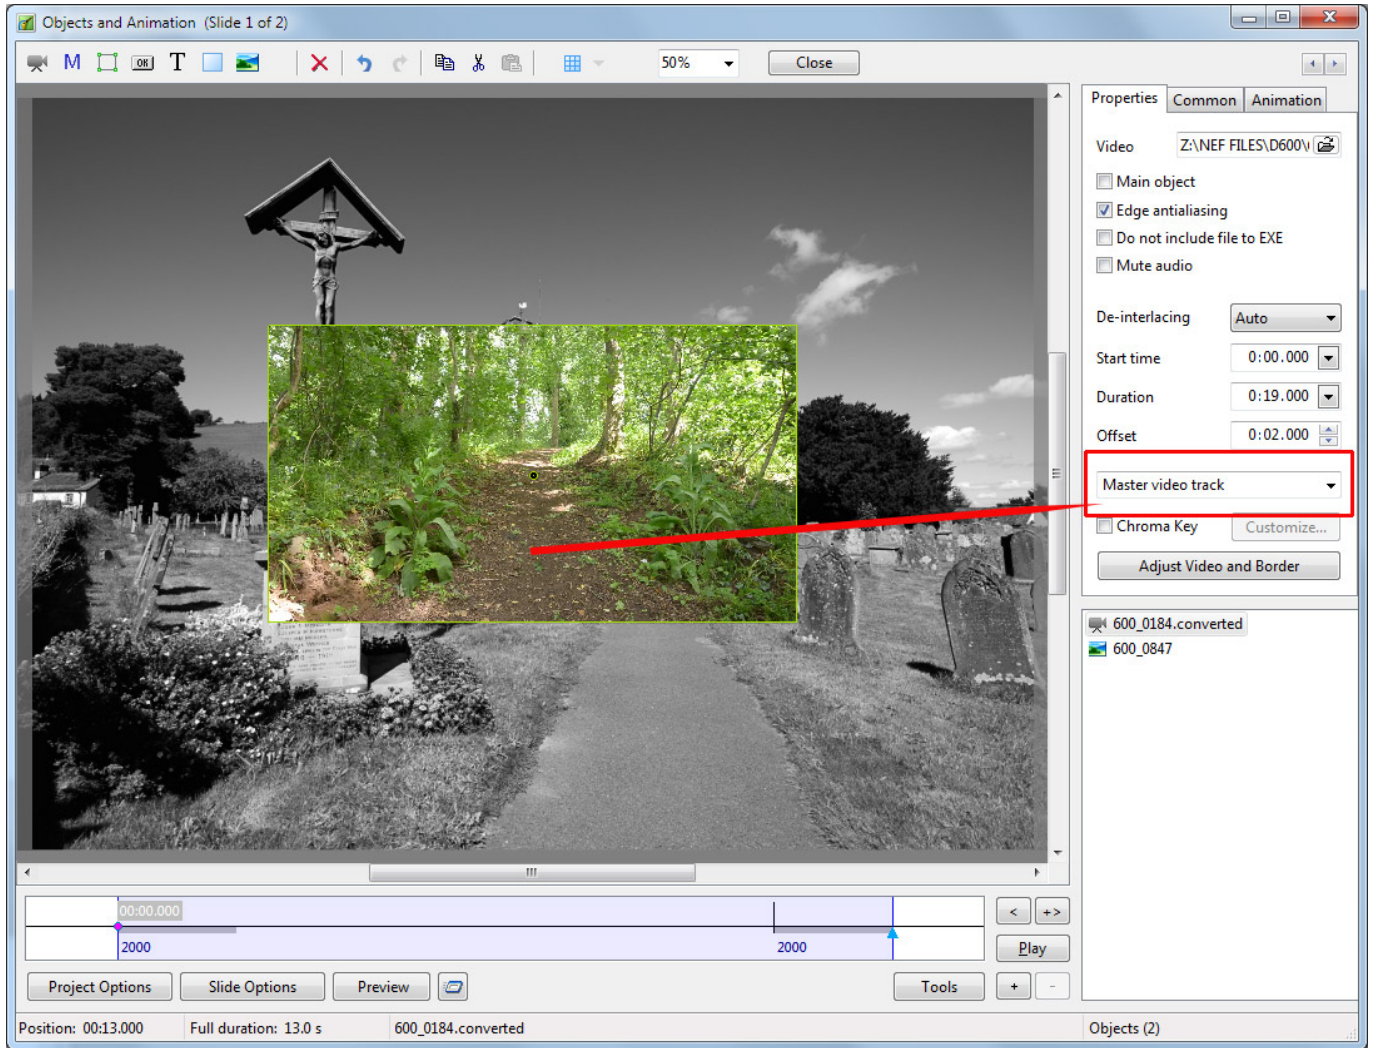 Objects and Animation (Slide 1 of 2)
M OK T 50% Close
Properties Common Animation
Video Z:\NEF FILES\D600\
Main object
Edge antialiasing
Do not include file to EXE
Mute audio
De-interlacing Auto
Start time 0:00.000
Duration 0:19.000
Offset 0:02.000
Master video track
Chroma Key Customize...
Adjust Video and Border
600_0184.converted
600_0847
00:00.000
2000 2000
< +>
Play
Project Options Slide Options Preview Tools + -
Position: 00:13.000 Full duration: 13.0 s 600_0184.converted Objects (2)